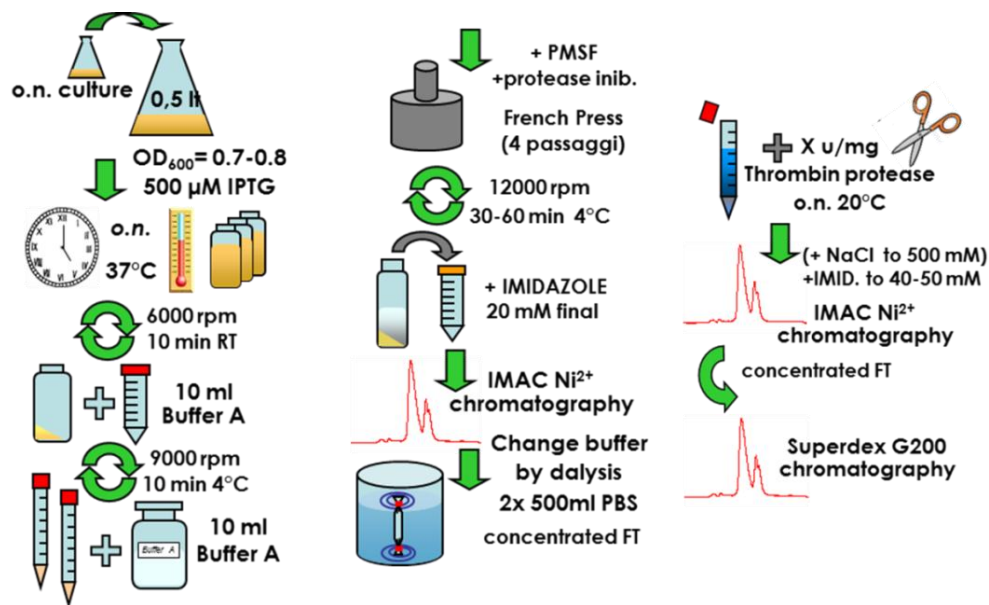 o.n. culture
0,5 lt
OD600= 0.7-0.8
500 µM IPTG
o.n.
37°C
6000 rpm
10 min RT
10 ml
Buffer A
9000 rpm
10 min 4°C
Buffer A
10 ml
Buffer A
+ PMSF
+protease inib.
French Press
(4 passaggi)
12000 rpm
30-60 min 4°C
+ IMIDAZOLE
20 mM final
IMAC Ni2+
chromatography
Change buffer
by dalysis
2x 500ml PBS
concentrated FT
X u/mg
Thrombin protease
o.n. 20°C
(+ NaCl to 500 mM)
+IMID. to 40-50 mM
IMAC Ni2+
chromatography
concentrated FT
Superdex G200
chromatography